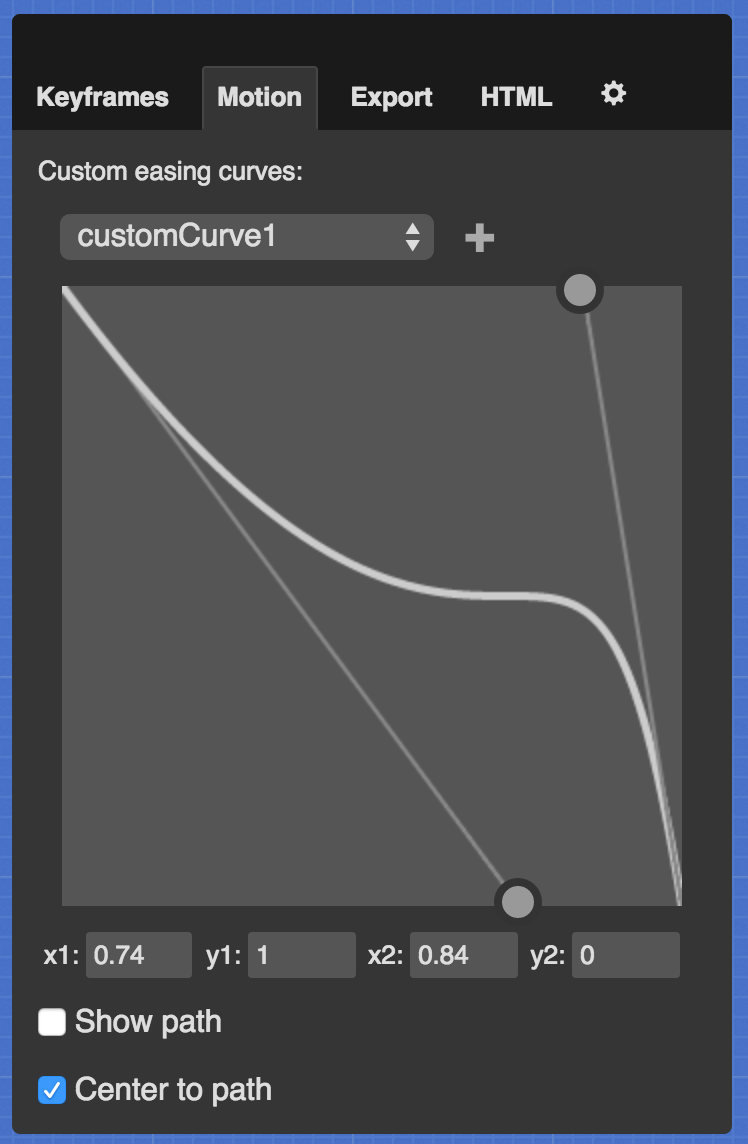 Keyframes Motion Export HTML
Custom easing curves:
customCurve1
x1: 0.74 y1: 1 x2: 0.84 y2: 0
Show path
Center to path